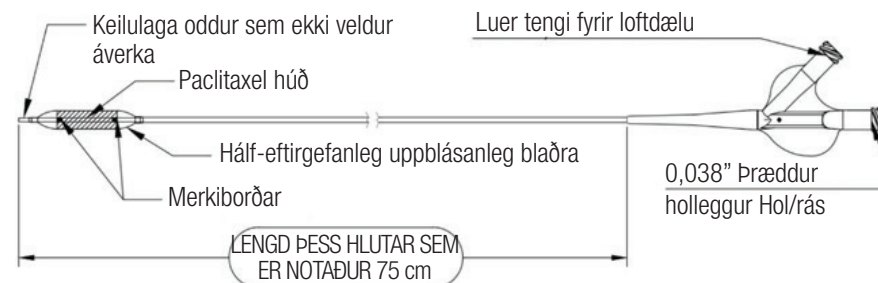 Keilulaga oddur sem ekki veldur
áverka
Luer tengi fyrir loftdælu
Paclitaxel húð
Hálf-eftirgefanleg uppblásanleg blaðra
Merkiborðar
0,038” Þræddur
holleggur Hol/rás
LENGD ÞESS HLUTAR SEM
ER NOTAÐUR 75 cm